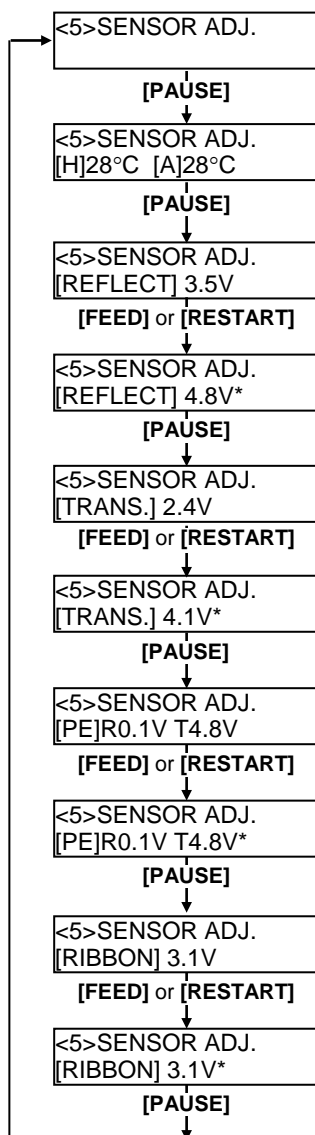 <5>SENSOR ADJ.
[PAUSE]
<5>SENSOR ADJ.
[H]28°C [A]28°C
[PAUSE]
<5>SENSOR ADJ.
[REFLECT] 3.5V
[FEED] or [RESTART]
<5>SENSOR ADJ.
[REFLECT] 4.8V*
[PAUSE]
<5>SENSOR ADJ.
[TRANS.] 2.4V
[FEED] or [RESTART]
<5>SENSOR ADJ.
[TRANS.] 4.1V*
[PAUSE]
<5>SENSOR ADJ.
[PE]R0.1V T4.8V
[FEED] or [RESTART]
<5>SENSOR ADJ.
[PE]R0.1V T4.8V*
[PAUSE]
<5>SENSOR ADJ.
[RIBBON] 3.1V
[FEED] or [RESTART]
<5>SENSOR ADJ.
[RIBBON] 3.1V*
[PAUSE]